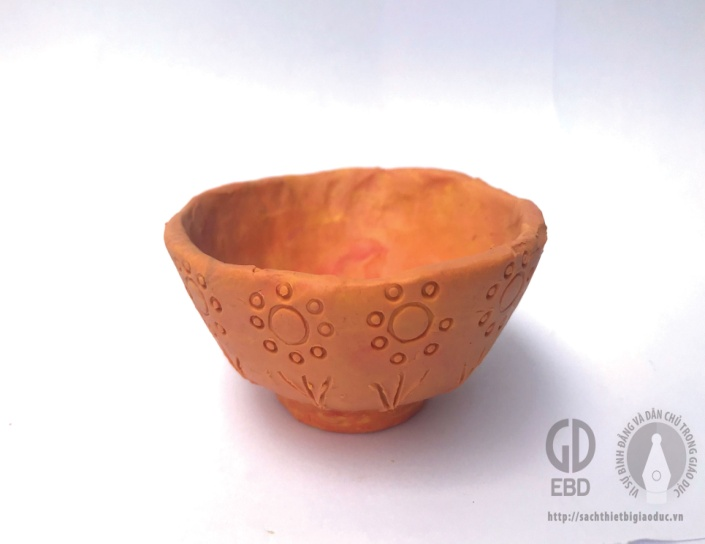 GD
EBD
VÌ SỰ BÌNH ĐẲNG VÀ DÂN CHỦ TRONG GIÁO DỤC
http://sachthietbigiaoduc.vn